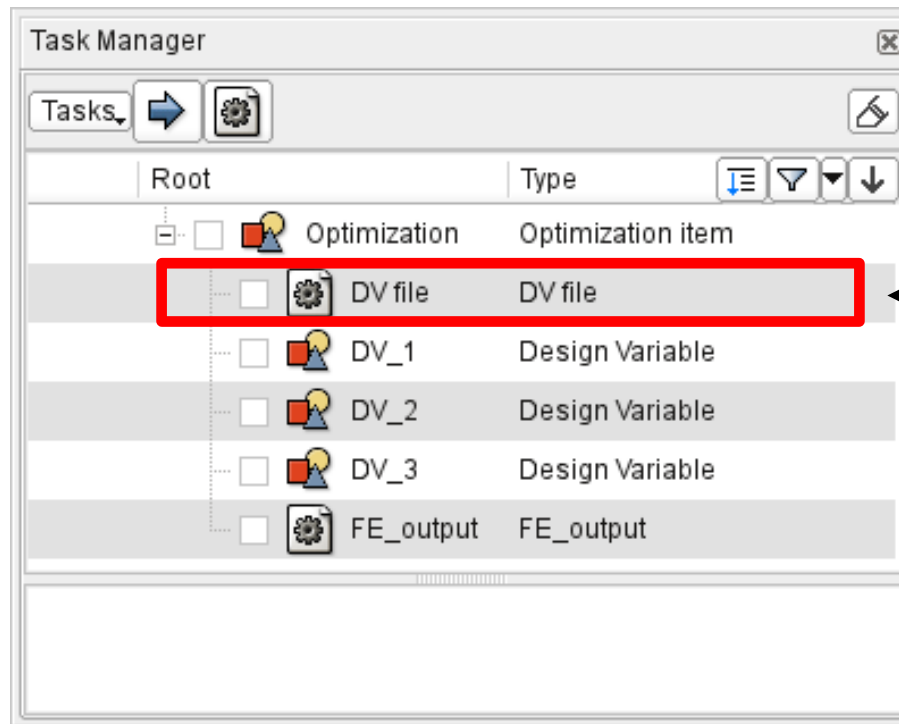 Task Manager
Tasks
Root Type
Optimization Optimization item
DV file DV file
DV_1 Design Variable
DV_2 Design Variable
DV_3 Design Variable
FE_output FE_output